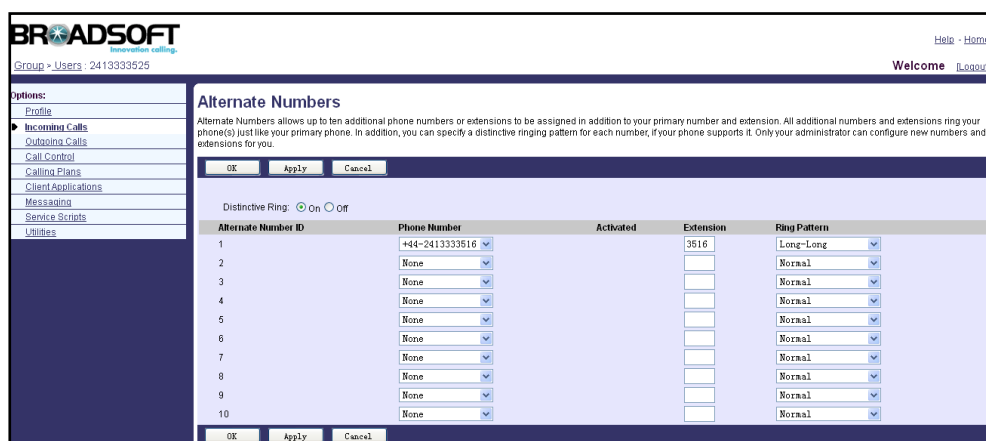 BROADSOFT
Innovation calling.
Help - Home
Group > Users : 2413333525
Welcome [Logout
Options:
Profile
Incoming Calls
Outgoing Calls
Call Control
Calling Plans
Client Applications
Messaging
Service Scripts
Utilities
Alternate Numbers
Alternate Numbers allows up to ten additional phone numbers or extensions to be assigned in addition to your primary number and extension. All additional numbers and extensions ring your
phone(s) just like your primary phone. In addition, you can specify a distinctive ringing pattern for each number, if your phone supports it. Only your administrator can configure new numbers and
extensions for you.
OK Apply Cancel
Distinctive Ring: On Off
Alternate Number ID Phone Number Activated Extension Ring Pattern
1 +44-2413333516 3516 Long-Long
2 None Normal
3 None Normal
4 None Normal
5 None Normal
6 None Normal
7 None Normal
8 None Normal
9 None Normal
10 None Normal
OK Apply Cancel